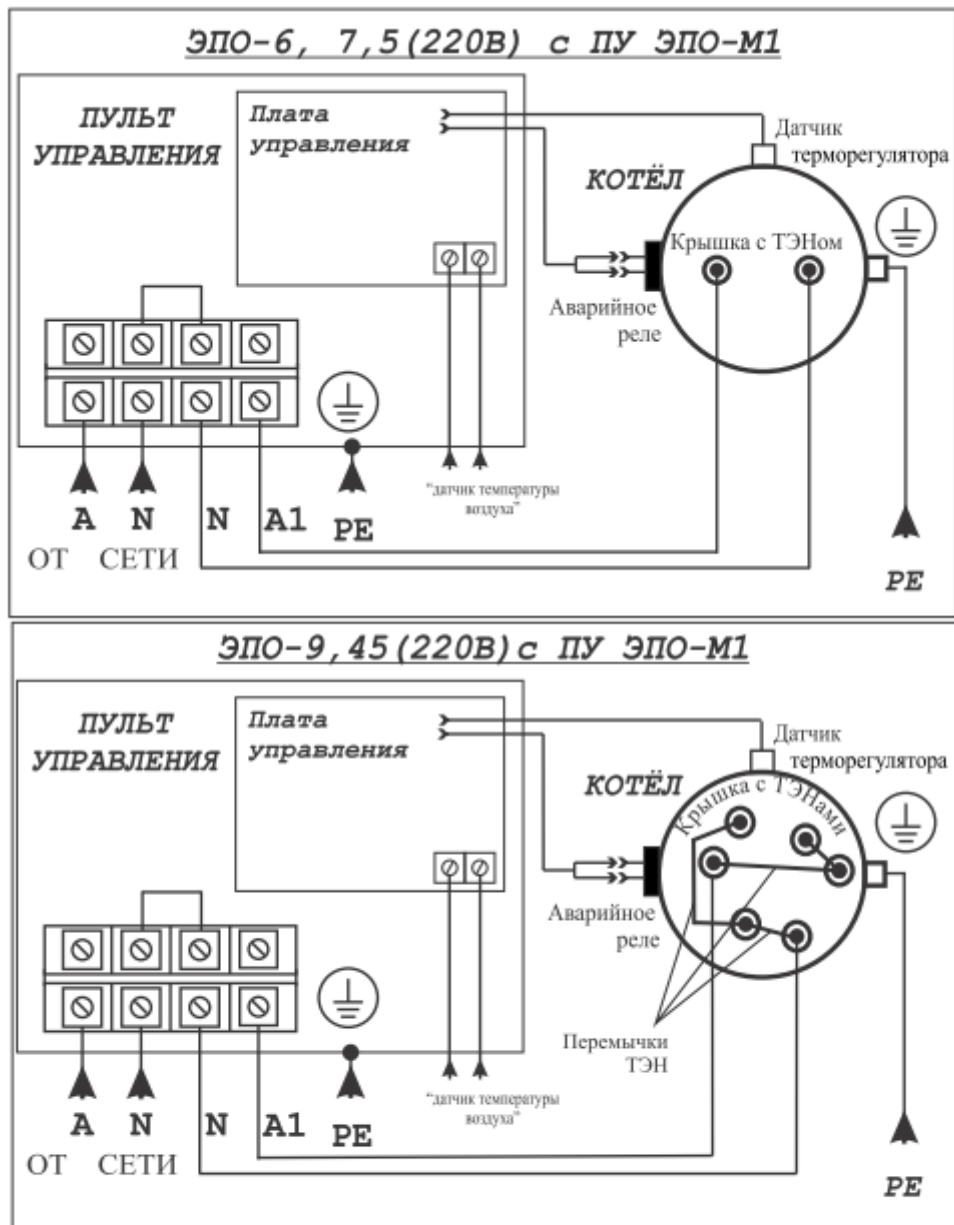 ЭПО-6, 7,5(220В) с ПУ ЭПО-М1
ПУЛЬТ
УПРАВЛЕНИЯ
Плата
управления
Датчик
терморегулятора
КОТЁЛ
Крышка с ТЭНом
Аварийное
реле
"датчик температуры
воздуха"
A N N A1 PE
ОТ СЕТИ
PE
ЭПО-9,45(220В)с ПУ ЭПО-М1
ПУЛЬТ
УПРАВЛЕНИЯ
Плата
управления
Датчик
терморегулятора
КОТЁЛ
Крышка с ТЭНами
Аварийное
реле
Перемычки
ТЭН
"датчик температуры
воздуха"
A N N A1 PE
ОТ СЕТИ
PE